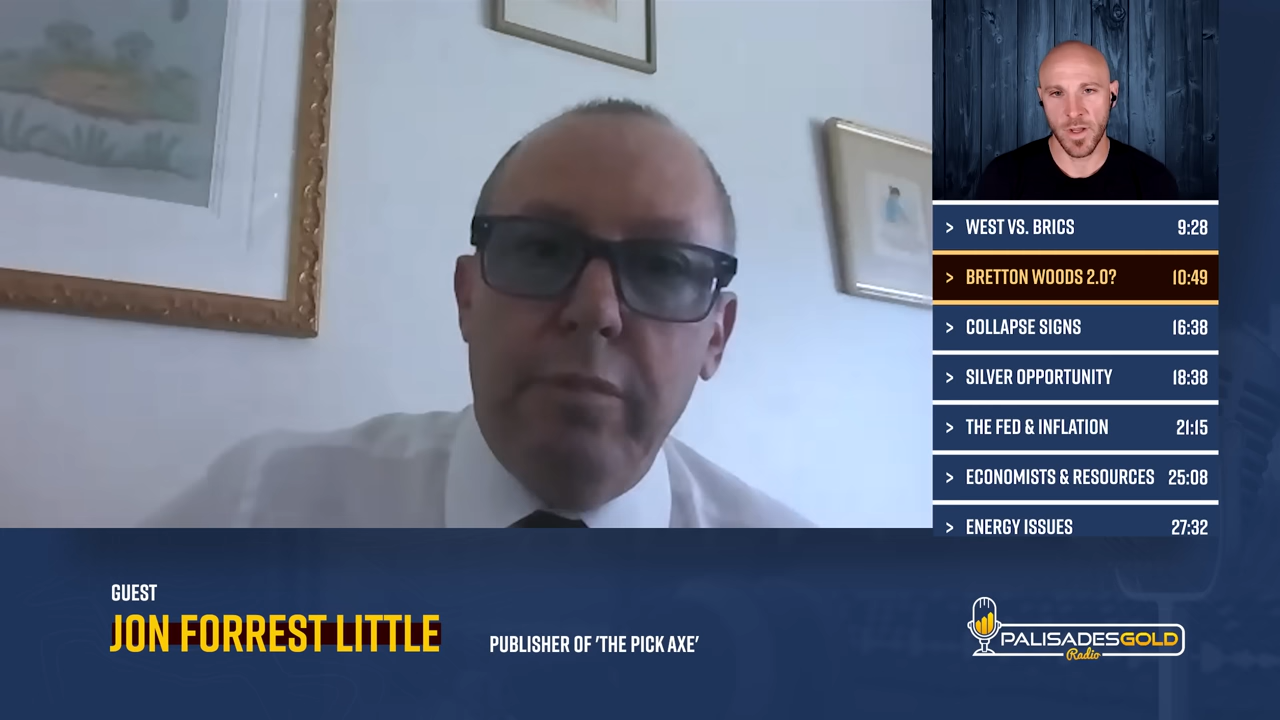 > WEST VS. BRICS 9:28
> BRETTON WOODS 2.0? 10:49
> COLLAPSE SIGNS 16:38
> SILVER OPPORTUNITY 18:38
> THE FED & INFLATION 21:15
> ECONOMISTS & RESOURCES 25:08
> ENERGY ISSUES 27:32
GUEST
JON FORREST LITTLE
PUBLISHER OF 'THE PICK AXE'
PALISADESGOLD
Radio